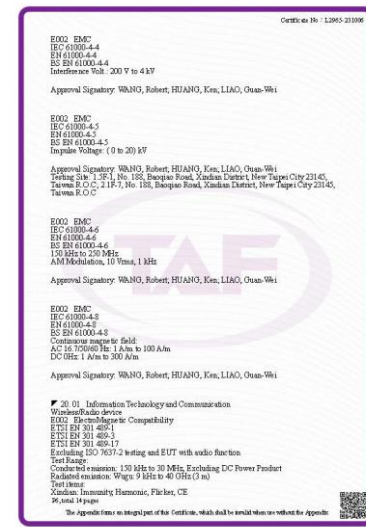 Certificate No : L2965-231006
E002 EMC
IEC 61000-4-4
EN 61000-4-4
BS EN 61000-4-4
Interference Volt.: 200 V to 4 kV
Approval Signatory: WANG, Robert; HUANG, Ken; LIAO, Guan-Wei
E002 EMC
IEC 61000-4-5
EN 61000-4-5
BS EN 61000-4-5
Impulse Voltage: ( 0 to 20) kV
Approval Signatory: WANG, Robert; HUANG, Ken; LIAO, Guan-Wei
Testing Site: 1.5F-1, No. 188, Baoqiao Road, Xindian District, New Taipei City 23145,
Taiwan R.O.C, 2.1F-7, No. 188, Baoqiao Road, Xindian District, New Taipei City 23145,
Taiwan R.O.C
E002 EMC
IEC 61000-4-6
EN 61000-4-6
BS EN 61000-4-6
150 kHz to 250 MHz
AM Modulation, 10 Vrms, 1 kHz
TAF
Approval Signatory: WANG, Robert; HUANG, Ken; LIAO, Guan-Wei
E002 EMC
IEC 61000-4-8
EN 61000-4-8
BS EN 61000-4-8
Continuous magnetic field:
AC 16.7/50/60 Hz: 1 A/m to 100 A/m
DC 0Hz: 1 A/m to 300 A/m
Approval Signatory: WANG, Robert; HUANG, Ken; LIAO, Guan-Wei
20. 01 Information Technology and Communication
Wireless/Radio device
E002 ElectroMagnetic Compatibility
ETSI EN 301 489-1
ETSI EN 301 489-3
ETSI EN 301 489-17
Excluding ISO 7637-2 testing and EUT with audio function
Test Range:
Conducted emission: 150 kHz to 30 MHz, Excluding DC Power Product
Radiated emission: Wugu: 9 kHz to 40 GHz (3 m)
Test items:
Xindian: Immunity, Harmonic, Flicker, CE
P6, total 14 pages
The Appendix forms an integral part of this Certificate, which shall be invalid when use without the Appendix